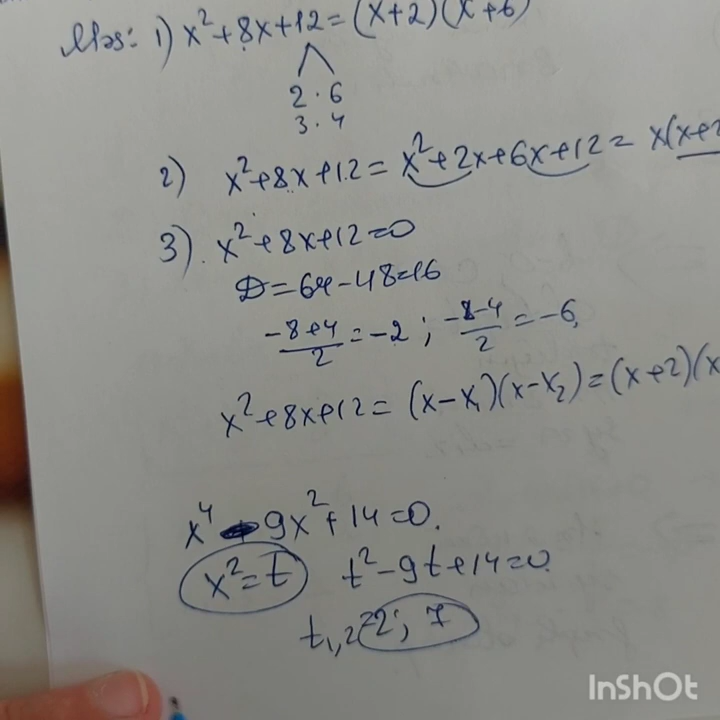 Мәs: 1) x²+8x+12=(x+2)(x+6)
2·6
3·4
2) x²+8x+12=x²+2x+6x+12=x(x+2
3). x²+8x+12=0
D=64-48=16
-8+4/2=-2; -8-4/2=-6
x²+8x+12=(x-x₁)(x-x₂)=(x+2)(x
x⁴-9x²+14=0.
x²=t t²-9t+14=0
t₁,₂=2; 7
InShOt